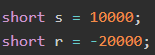 short s = 10000;
short r = -20000;